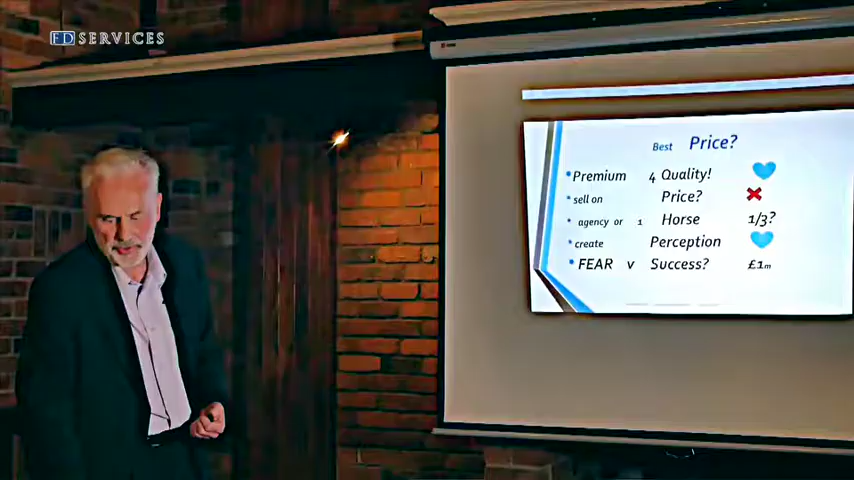 FD SERVICES
Best Price?
• Premium 4 Quality!
• sell on Price?
• agency or 1 Horse 1/3?
• create Perception
• FEAR v Success? £1m